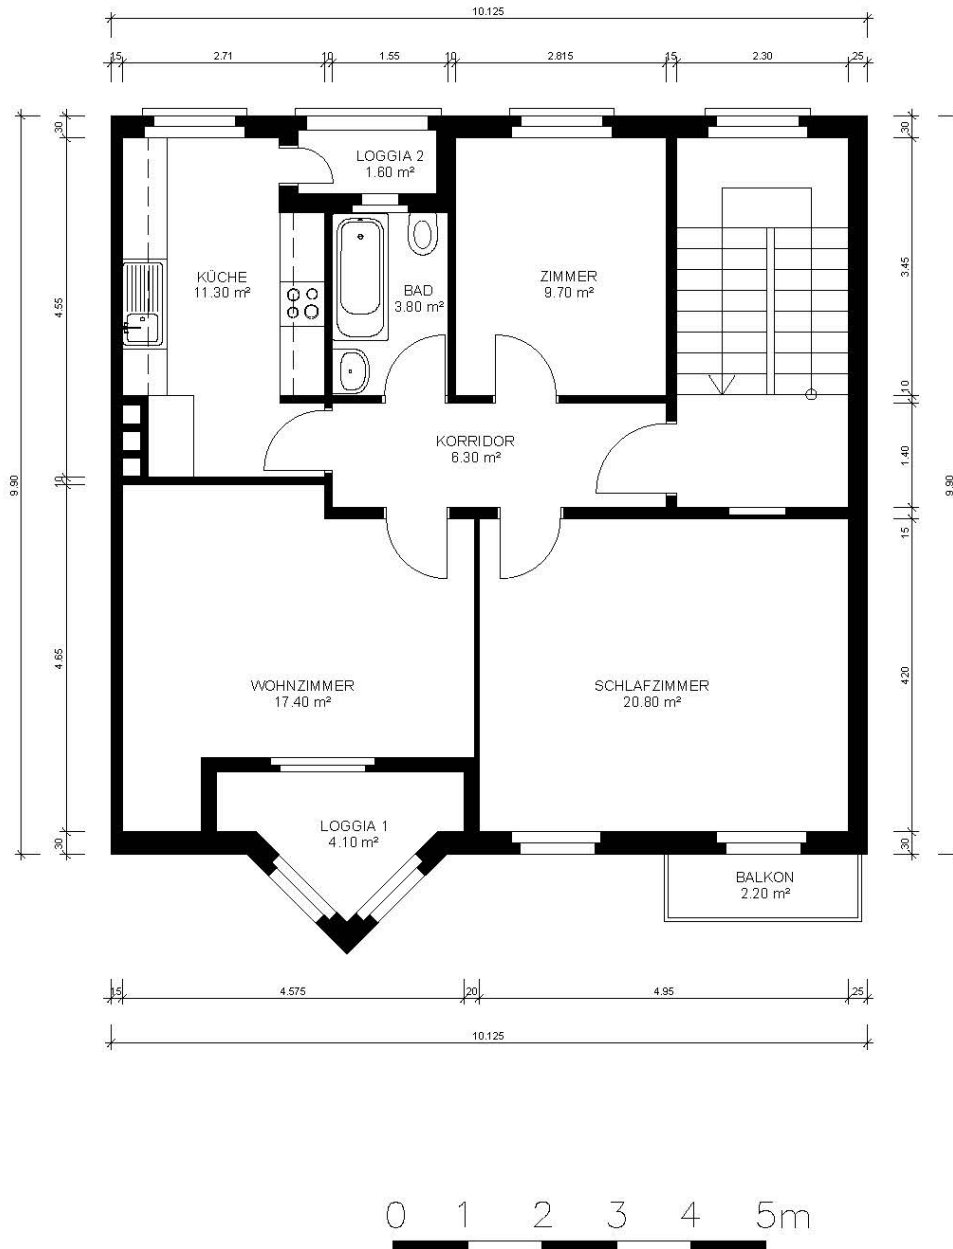 10.125
15 2.71 10 1.55 10 2.815 15 2.30 25
30
30
LOGGIA 2
1.60 m²
KÜCHE
11.30 m²
BAD
3.80 m²
ZIMMER
9.70 m²
3.45
4.55
10
KORRIDOR
6.30 m²
1.40
9.90
10
9.90
15
4.65
4.20
WOHNZIMMER
17.40 m²
SCHLAFZIMMER
20.80 m²
LOGGIA 1
4.10 m²
30
30
BALKON
2.20 m²
15 4.575 20 4.95 25
10.125
0 1 2 3 4 5m